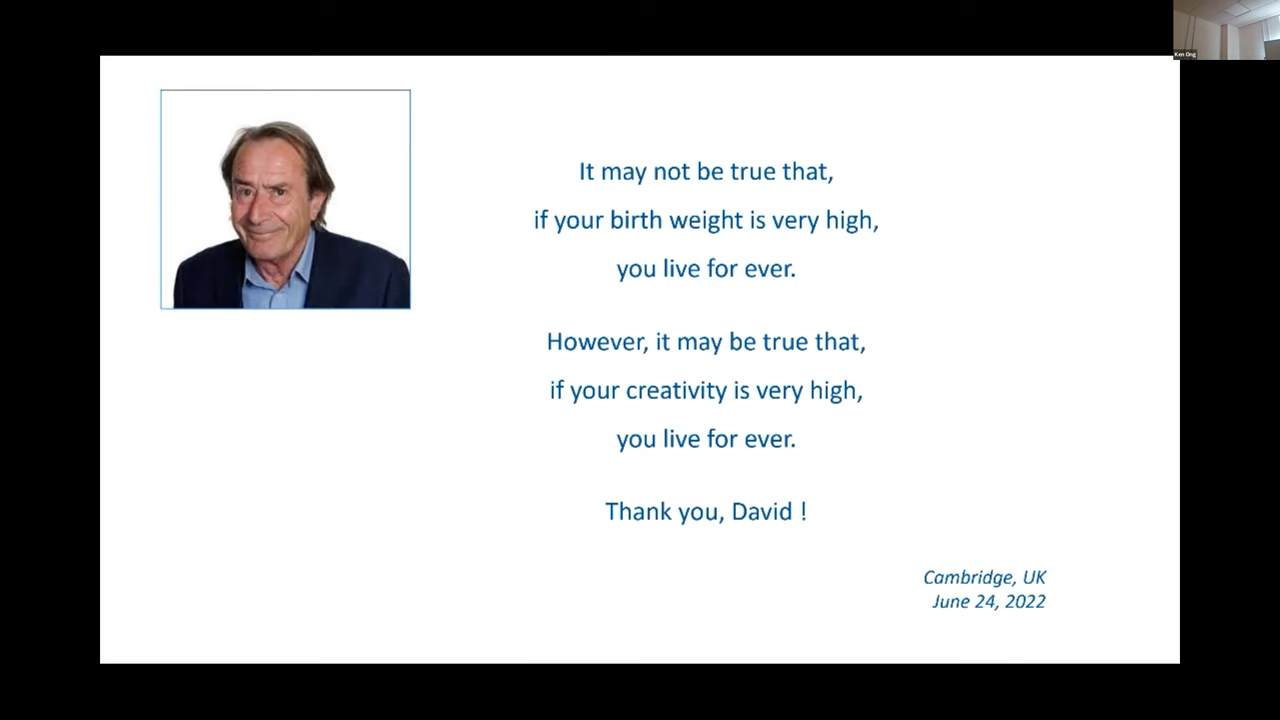 Ken Ong
It may not be true that,
if your birth weight is very high,
you live for ever.
However, it may be true that,
if your creativity is very high,
you live for ever.
Thank you, David !
Cambridge, UK
June 24, 2022